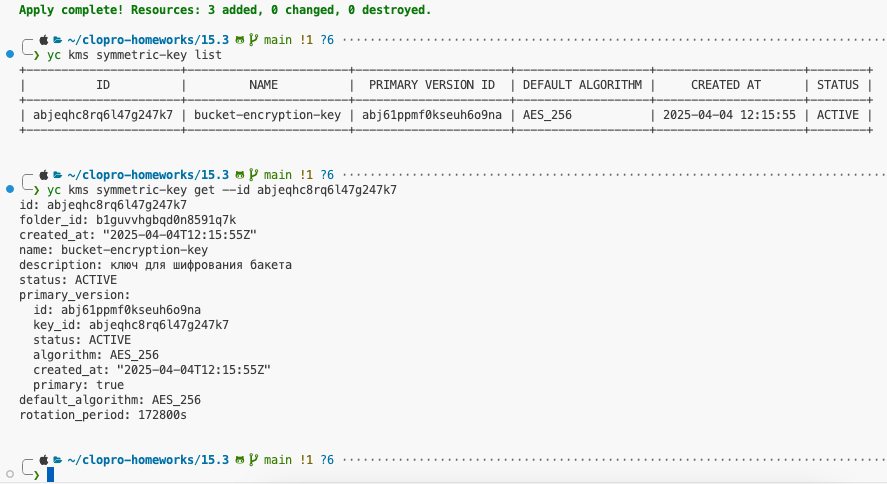 Apply complete! Resources: 3 added, 0 changed, 0 destroyed.
~/clopro-homeworks/15.3 main !1 ?6
❯ yc kms symmetric-key list
| ID | NAME | PRIMARY VERSION ID | DEFAULT ALGORITHM | CREATED AT | STATUS |
| abjeqhc8rq6l47g247k7 | bucket-encryption-key | abj61ppmf0kseuh6o9na | AES_256 | 2025-04-04 12:15:55 | ACTIVE |
~/clopro-homeworks/15.3 main !1 ?6
❯ yc kms symmetric-key get --id abjeqhc8rq6l47g247k7
id: abjeqhc8rq6l47g247k7
folder_id: b1guvvhgbqd0n8591q7k
created_at: "2025-04-04T12:15:55Z"
name: bucket-encryption-key
description: ключ для шифрования бакета
status: ACTIVE
primary_version:
  id: abj61ppmf0kseuh6o9na
  key_id: abjeqhc8rq6l47g247k7
  status: ACTIVE
  algorithm: AES_256
  created_at: "2025-04-04T12:15:55Z"
  primary: true
default_algorithm: AES_256
rotation_period: 172800s
~/clopro-homeworks/15.3 main !1 ?6
❯